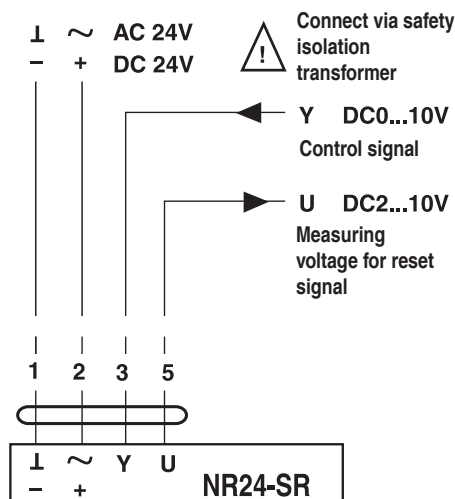 ⊥ ~ AC 24V
– + DC 24V
!
Connect via safety
isolation
transformer
Y DC0...10V
Control signal
U DC2...10V
Measuring
voltage for reset
signal
1 2 3 5
⊥ ~ Y U
– +
NR24-SR